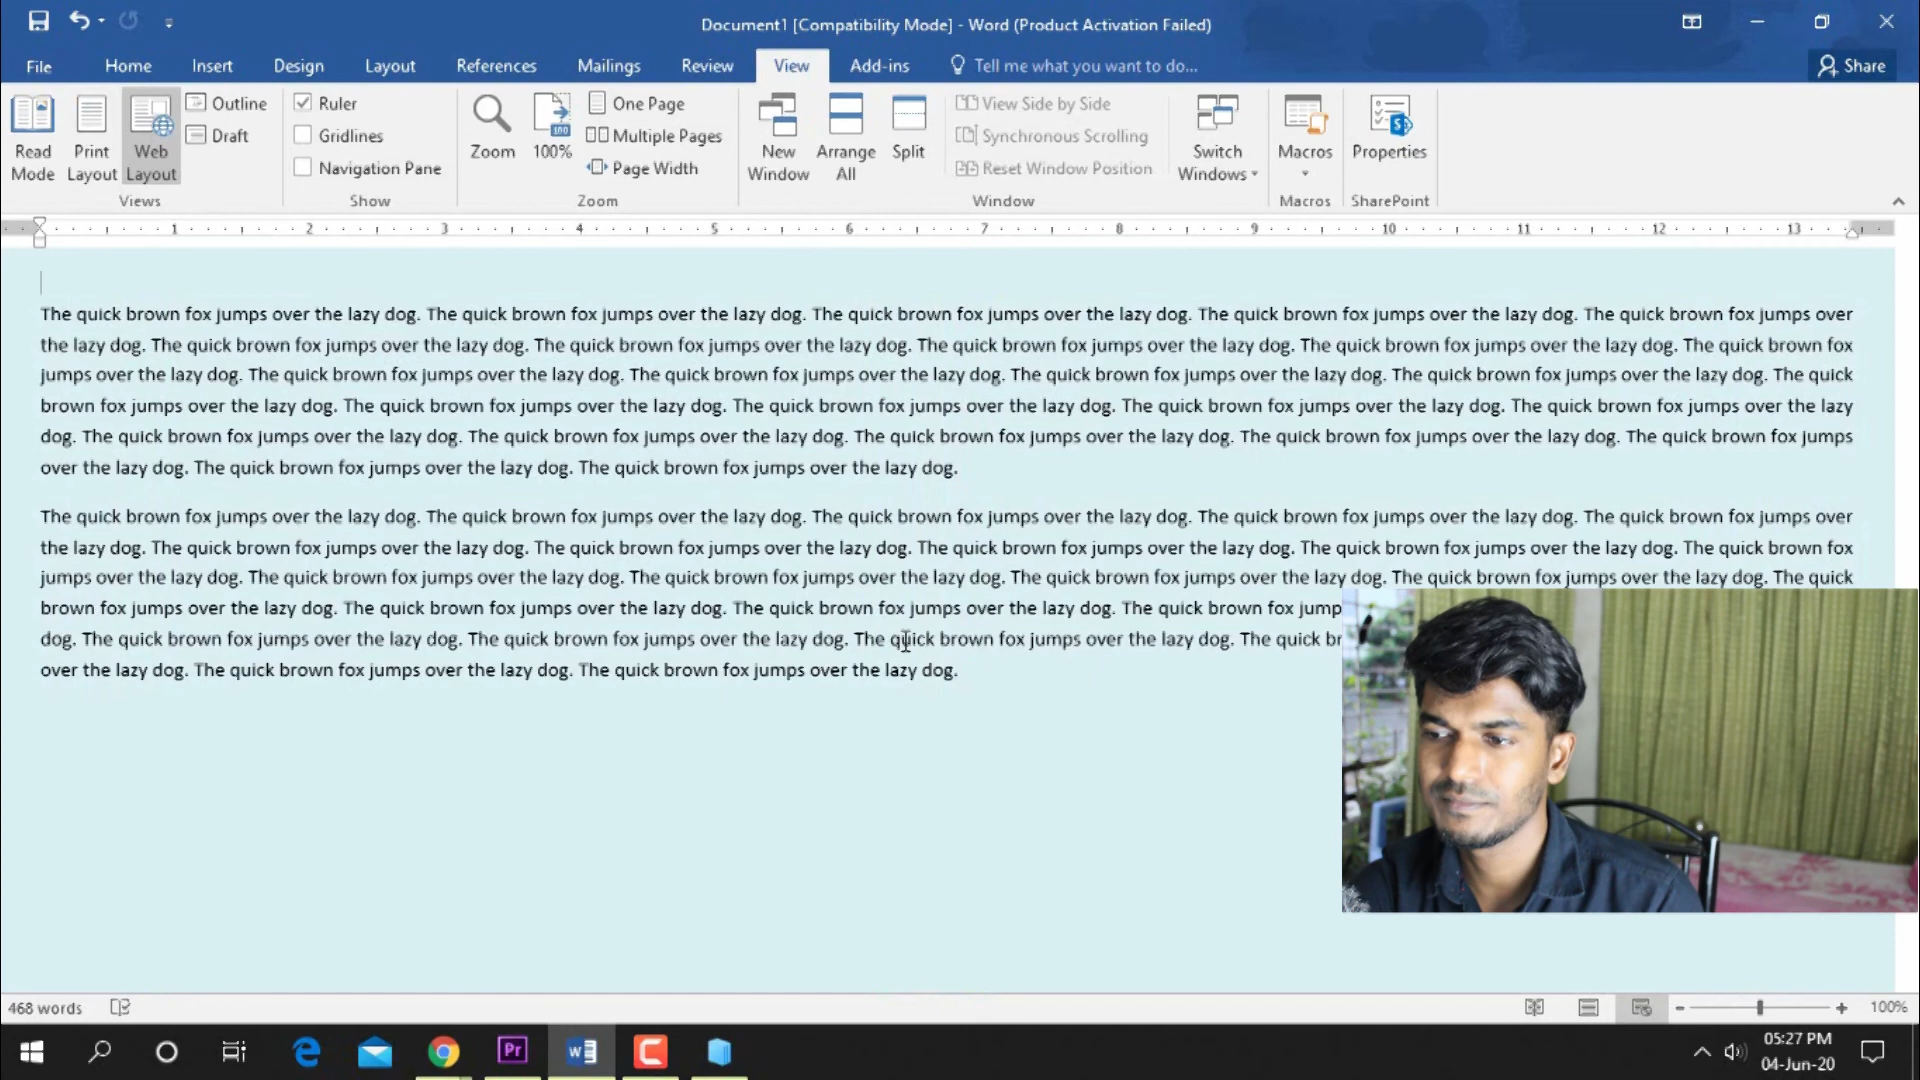 Document1 [Compatibility Mode] - Word (Product Activation Failed)
File Home Insert Design Layout References Mailings Review View Add-ins Tell me what you want to do... Share
Read Mode
Print Layout
Web Layout
Outline
Draft
Views
Ruler
Gridlines
Navigation Pane
Show
Zoom
100%
One Page
Multiple Pages
Page Width
Zoom
New Window
Arrange All
Split
View Side by Side
Synchronous Scrolling
Reset Window Position
Window
Switch Windows
Macros
Macros
Properties
SharePoint
1 2 3 4 5 6 7 8 9 10 11 12 13
The quick brown fox jumps over the lazy dog. The quick brown fox jumps over the lazy dog. The quick brown fox jumps over the lazy dog. The quick brown fox jumps over the lazy dog. The quick brown fox jumps over
the lazy dog. The quick brown fox jumps over the lazy dog. The quick brown fox jumps over the lazy dog. The quick brown fox jumps over the lazy dog. The quick brown fox jumps over the lazy dog. The quick brown fox
jumps over the lazy dog. The quick brown fox jumps over the lazy dog. The quick brown fox jumps over the lazy dog. The quick brown fox jumps over the lazy dog. The quick brown fox jumps over the lazy dog. The quick
brown fox jumps over the lazy dog. The quick brown fox jumps over the lazy dog. The quick brown fox jumps over the lazy dog. The quick brown fox jumps over the lazy dog. The quick brown fox jumps over the lazy
dog. The quick brown fox jumps over the lazy dog. The quick brown fox jumps over the lazy dog. The quick brown fox jumps over the lazy dog. The quick brown fox jumps over the lazy dog. The quick brown fox jumps
over the lazy dog. The quick brown fox jumps over the lazy dog. The quick brown fox jumps over the lazy dog.
The quick brown fox jumps over the lazy dog. The quick brown fox jumps over the lazy dog. The quick brown fox jumps over the lazy dog. The quick brown fox jumps over the lazy dog. The quick brown fox jumps over
the lazy dog. The quick brown fox jumps over the lazy dog. The quick brown fox jumps over the lazy dog. The quick brown fox jumps over the lazy dog. The quick brown fox jumps over the lazy dog. The quick brown fox
jumps over the lazy dog. The quick brown fox jumps over the lazy dog. The quick brown fox jumps over the lazy dog. The quick brown fox jumps over the lazy dog. The quick brown fox jumps over the lazy dog. The quick
brown fox jumps over the lazy dog. The quick brown fox jumps over the lazy dog. The quick brown fox jumps over the lazy dog. The quick brown fox jump
dog. The quick brown fox jumps over the lazy dog. The quick brown fox jumps over the lazy dog. The quick brown fox jumps over the lazy dog. The quick br
over the lazy dog. The quick brown fox jumps over the lazy dog. The quick brown fox jumps over the lazy dog.
468 words
100%
Pr
05:27 PM
04-Jun-20